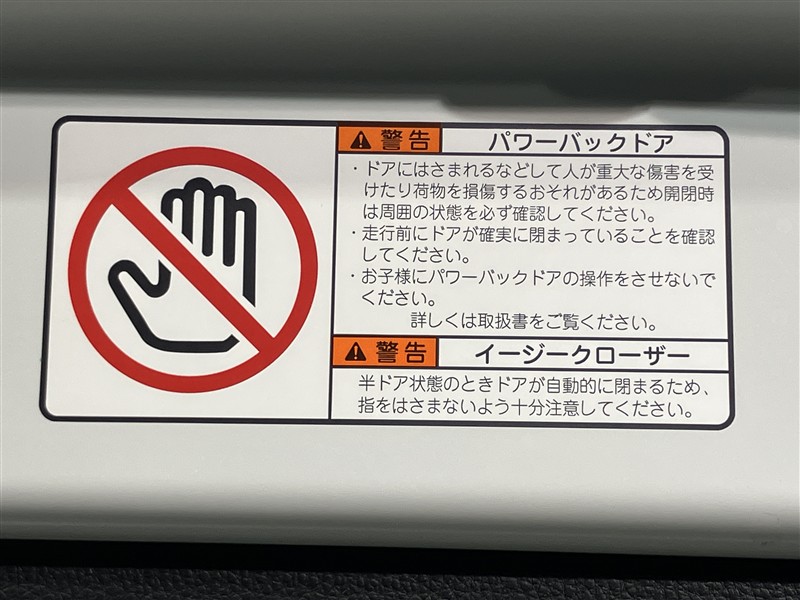 ⚠警告 パワーバックドア
・ドアにはさまれるなどして人が重大な傷害を受
けたり荷物を損傷するおそれがあるため開閉時
は周囲の状態を必ず確認してください。
・走行前にドアが確実に閉まっていることを確認
してください。
・お子様にパワーバックドアの操作をさせないで
ください。
詳しくは取扱書をご覧ください。
⚠警告 イージークローザー
半ドア状態のときドアが自動的に閉まるため、
指をはさまないよう十分注意してください。